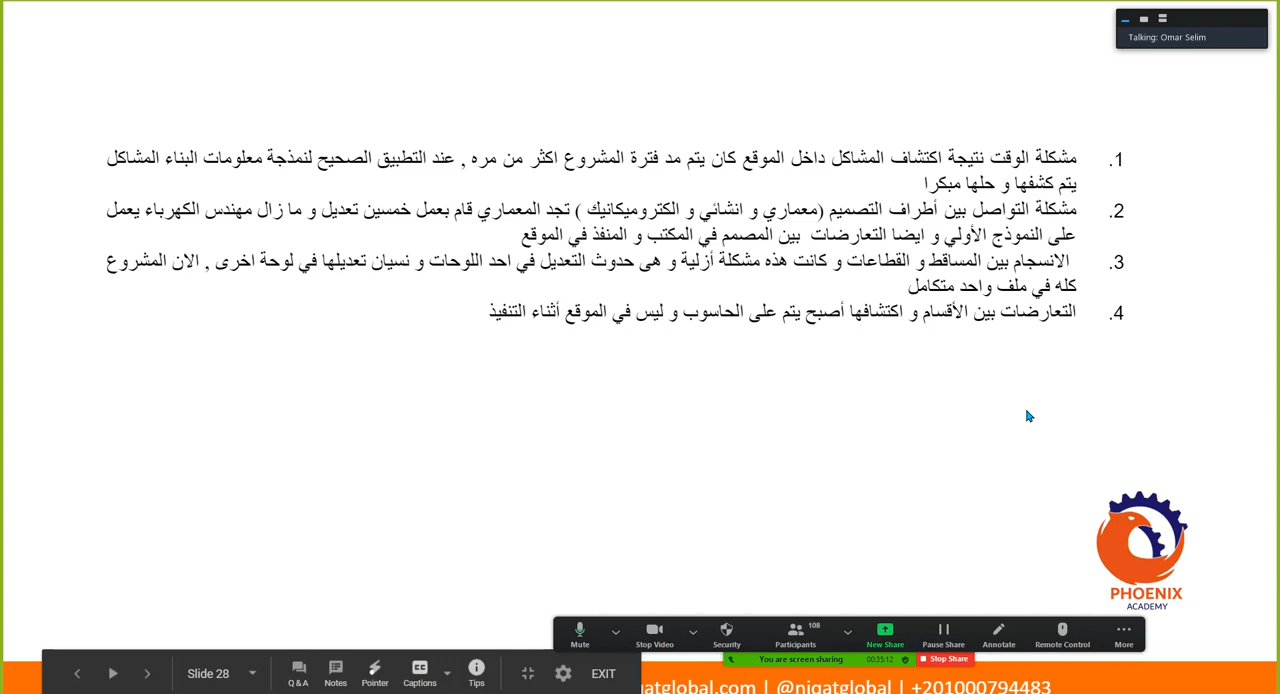 Talking: Omar Selim
1. مشكلة الوقت نتيجة اكتشاف المشاكل داخل الموقع كان يتم مد فترة المشروع اكثر من مره , عند التطبيق الصحيح لنمذجة معلومات البناء المشاكل
يتم كشفها و حلها مبكرا
2. مشكلة التواصل بين أطراف التصميم (معماري و انشائي و الكتروميكانيك ) تجد المعماري قام بعمل خمسين تعديل و ما زال مهندس الكهرباء يعمل
على النموذج الأولي و ايضا التعارضات بين المصمم في المكتب و المنفذ في الموقع
3. الانسجام بين المساقط و القطاعات و كانت هذه مشكلة أزلية و هى حدوث التعديل في احد اللوحات و نسيان تعديلها في لوحة اخرى , الان المشروع
كله في ملف واحد متكامل
4. التعارضات بين الأقسام و اكتشافها أصبح يتم على الحاسوب و ليس في الموقع أثناء التنفيذ
PHOENIX
ACADEMY
Mute Stop Video Security Participants 108 New Share Pause Share Annotate Remote Control More
You are screen sharing 00:35:12 Stop Share
Slide 28 Q & A Notes Pointer Captions Tips EXIT
gatglobal.com | @niqatglobal | +201000794483